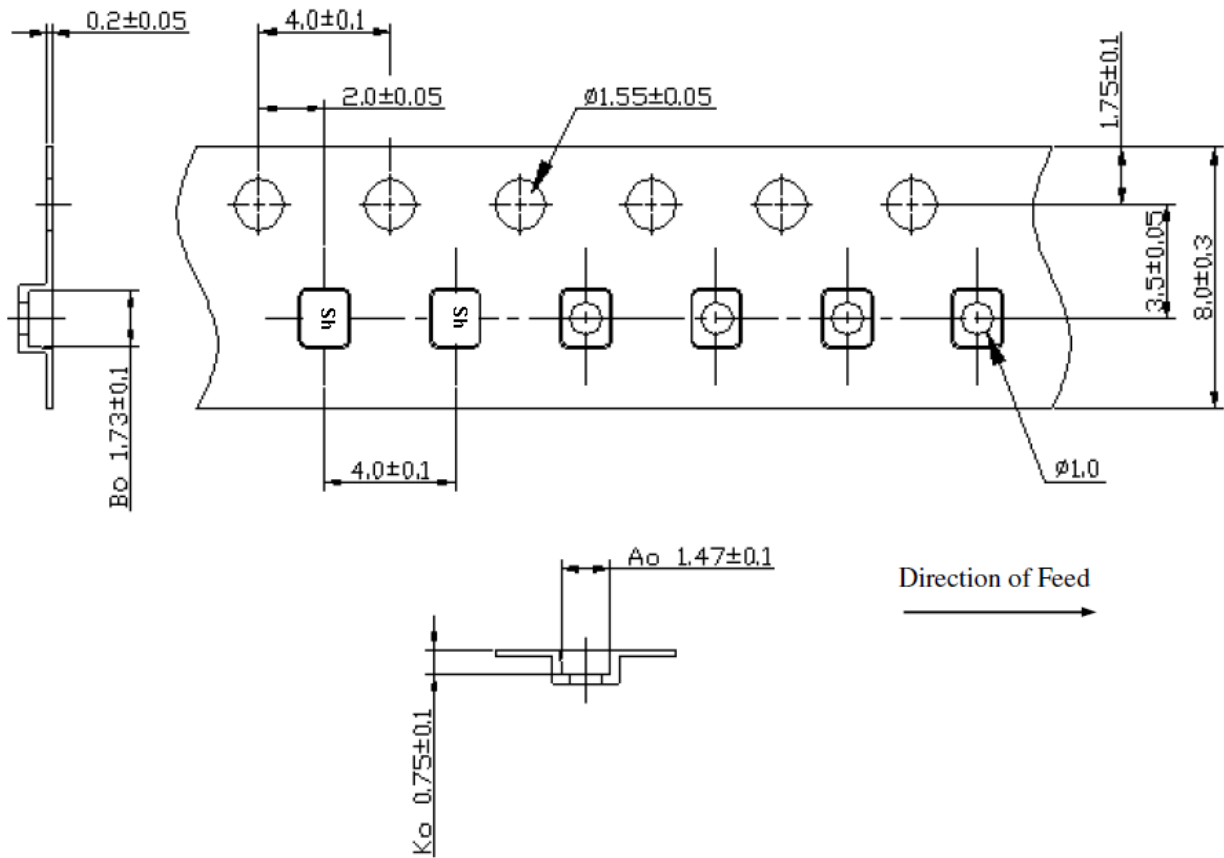 0.2±0.05
4.0±0.1
2.0±0.05
ø1.55±0.05
1.75±0.1
3.5±0.05
8.0±0.3
Sh
Sh
Bo 1.73±0.1
4.0±0.1
ø1.0
Ao 1.47±0.1
Direction of Feed
Ko 0.75±0.1